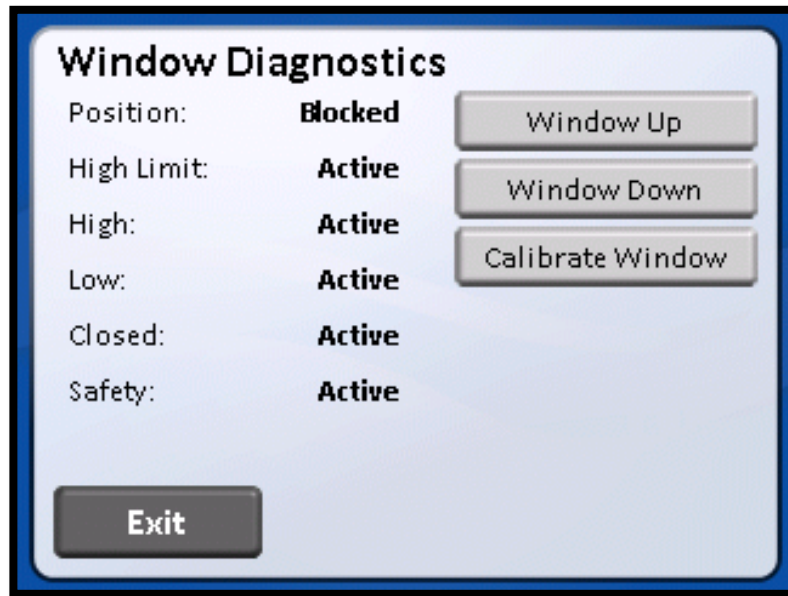 Window Diagnostics
Position: Blocked
High Limit: Active
High: Active
Low: Active
Closed: Active
Safety: Active
Window Up
Window Down
Calibrate Window
Exit